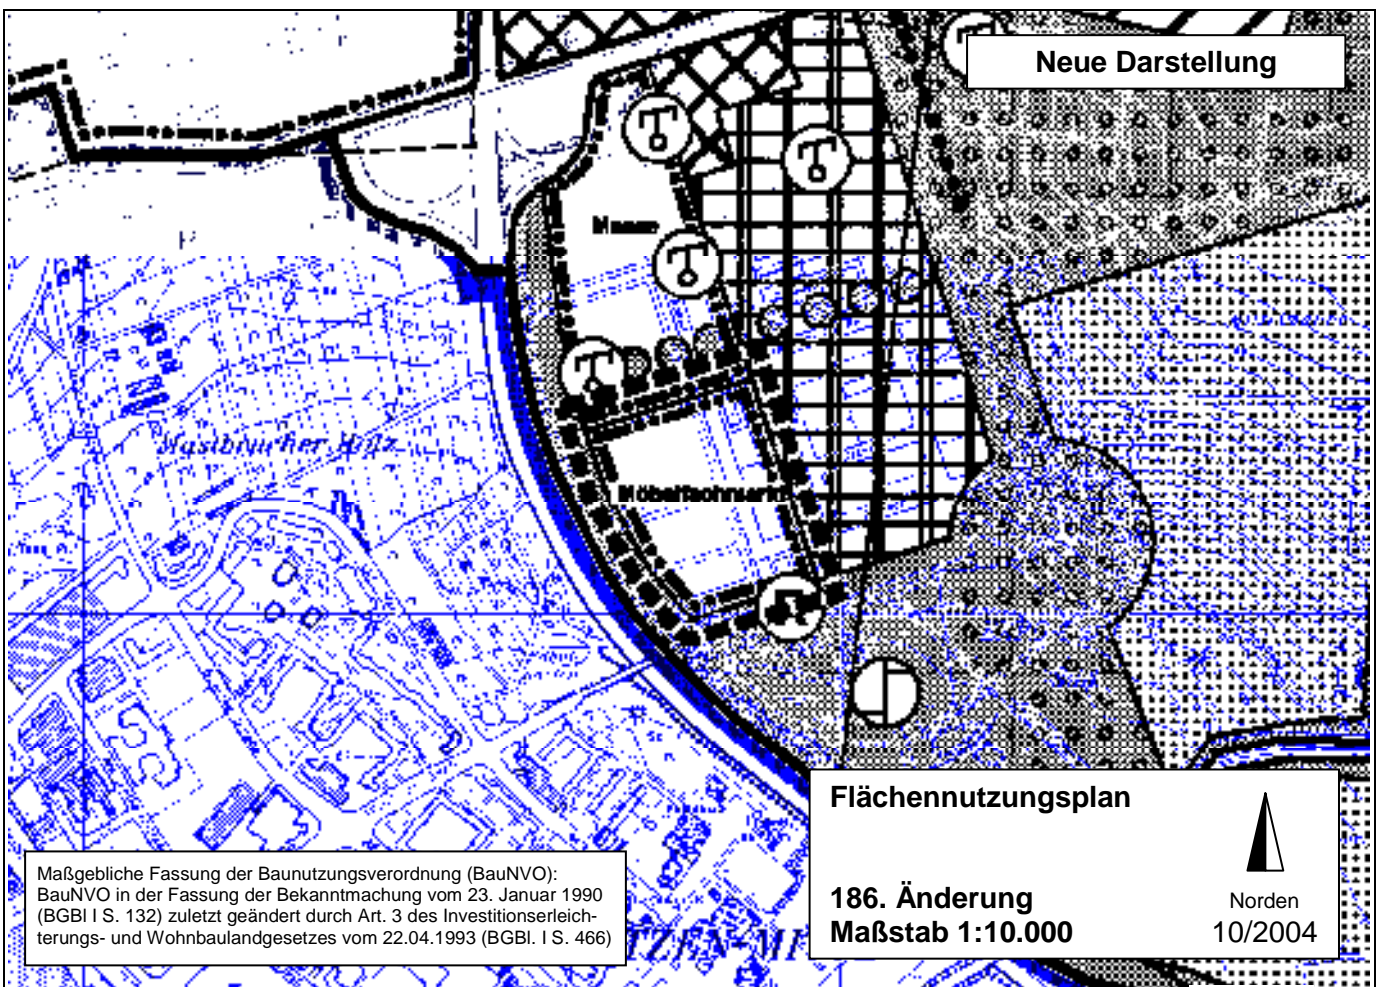 Neue Darstellung
Messe
Mastbrucher Holz
Möbelfachmarkt
Flächennutzungsplan
186. Änderung
Maßstab 1:10.000
Norden
10/2004
Maßgebliche Fassung der Baunutzungsverordnung (BauNVO):
BauNVO in der Fassung der Bekanntmachung vom 23. Januar 1990
(BGBl I S. 132) zuletzt geändert durch Art. 3 des Investitionserleich-
terungs- und Wohnbaulandgesetzes vom 22.04.1993 (BGBl. I S. 466)